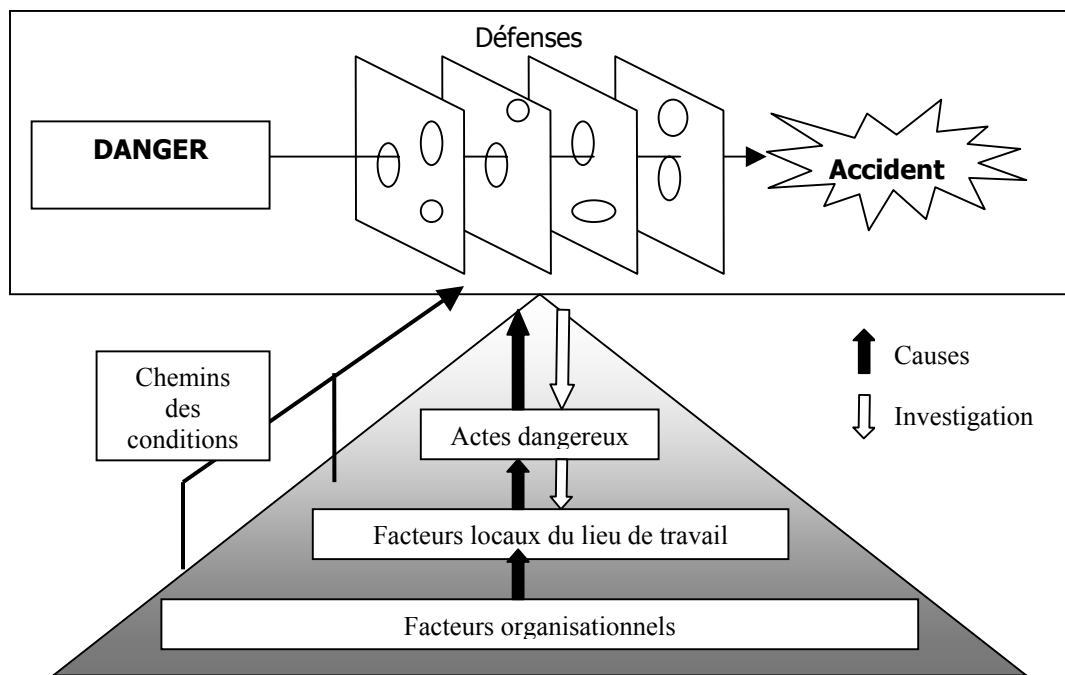 Défenses
DANGER
Accident
Chemins
des
conditions
Causes
Investigation
Actes dangereux
Facteurs locaux du lieu de travail
Facteurs organisationnels